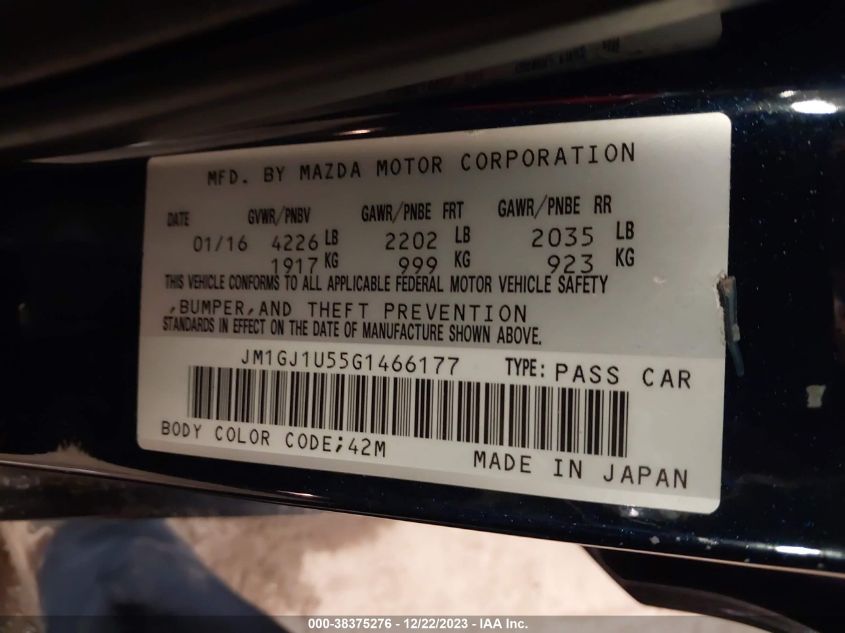 MFD. BY MAZDA MOTOR CORPORATION
DATE GVWR/PNBV GAWR/PNBE FRT GAWR/PNBE RR
01/16 4226 LB 2202 LB 2035 LB
1917 KG 999 KG 923 KG
THIS VEHICLE CONFORMS TO ALL APPLICABLE FEDERAL MOTOR VEHICLE SAFETY
,BUMPER,AND THEFT PREVENTION
STANDARDS IN EFFECT ON THE DATE OF MANUFACTURE SHOWN ABOVE.
JM1GJ1U55G1466177 TYPE: PASS CAR
BODY COLOR CODE;42M
MADE IN JAPAN
000-38375276 - 12/22/2023 - IAA Inc.